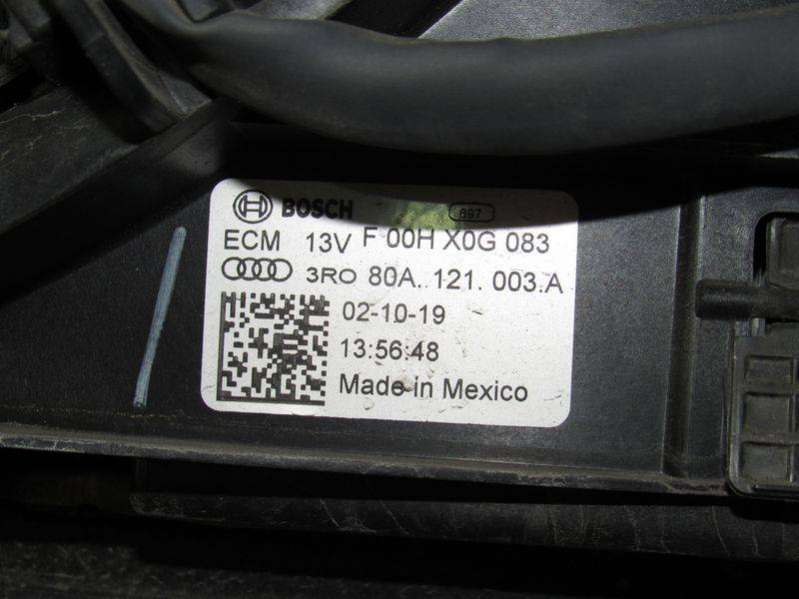 BOSCH 697
ECM 13V F 00H X0G 083
3RO 80A. 121. 003.A
02-10-19
13:56:48
Made in Mexico